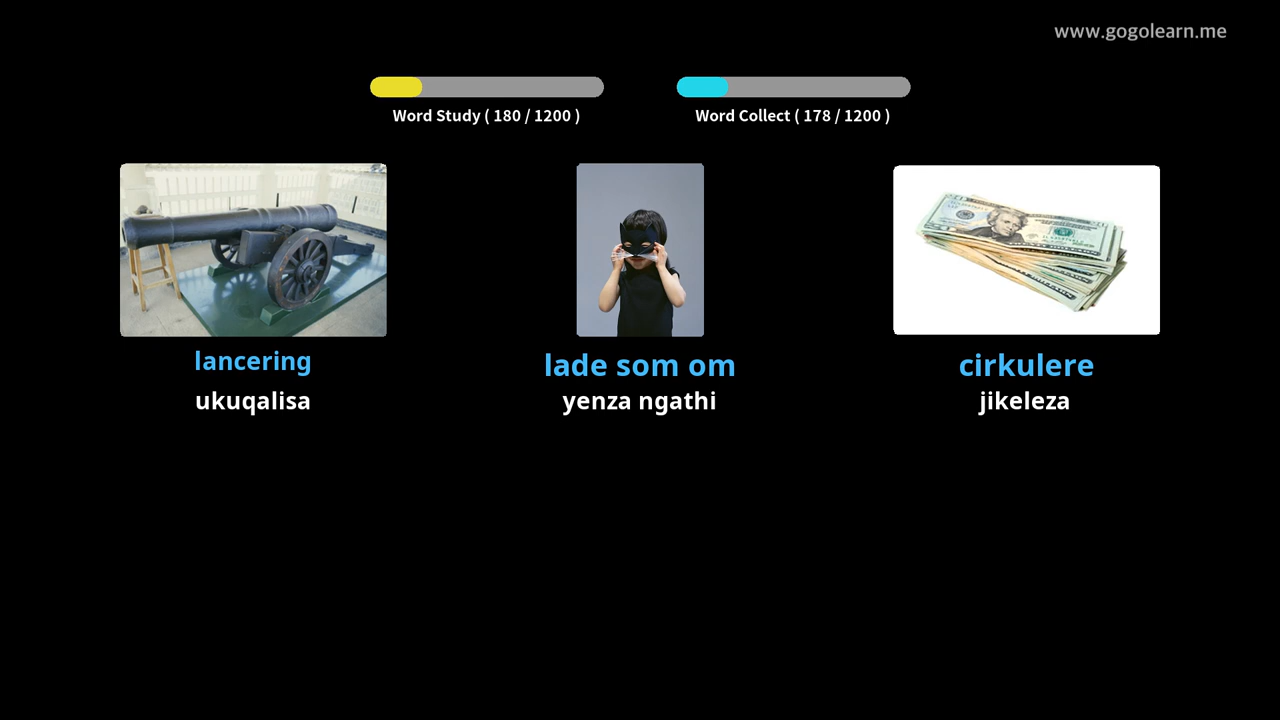 www.gogolearn.me
Word Study ( 180 / 1200 )
Word Collect ( 178 / 1200 )
lancering
ukuqalisa
lade som om
yenza ngathi
cirkulere
jikeleza